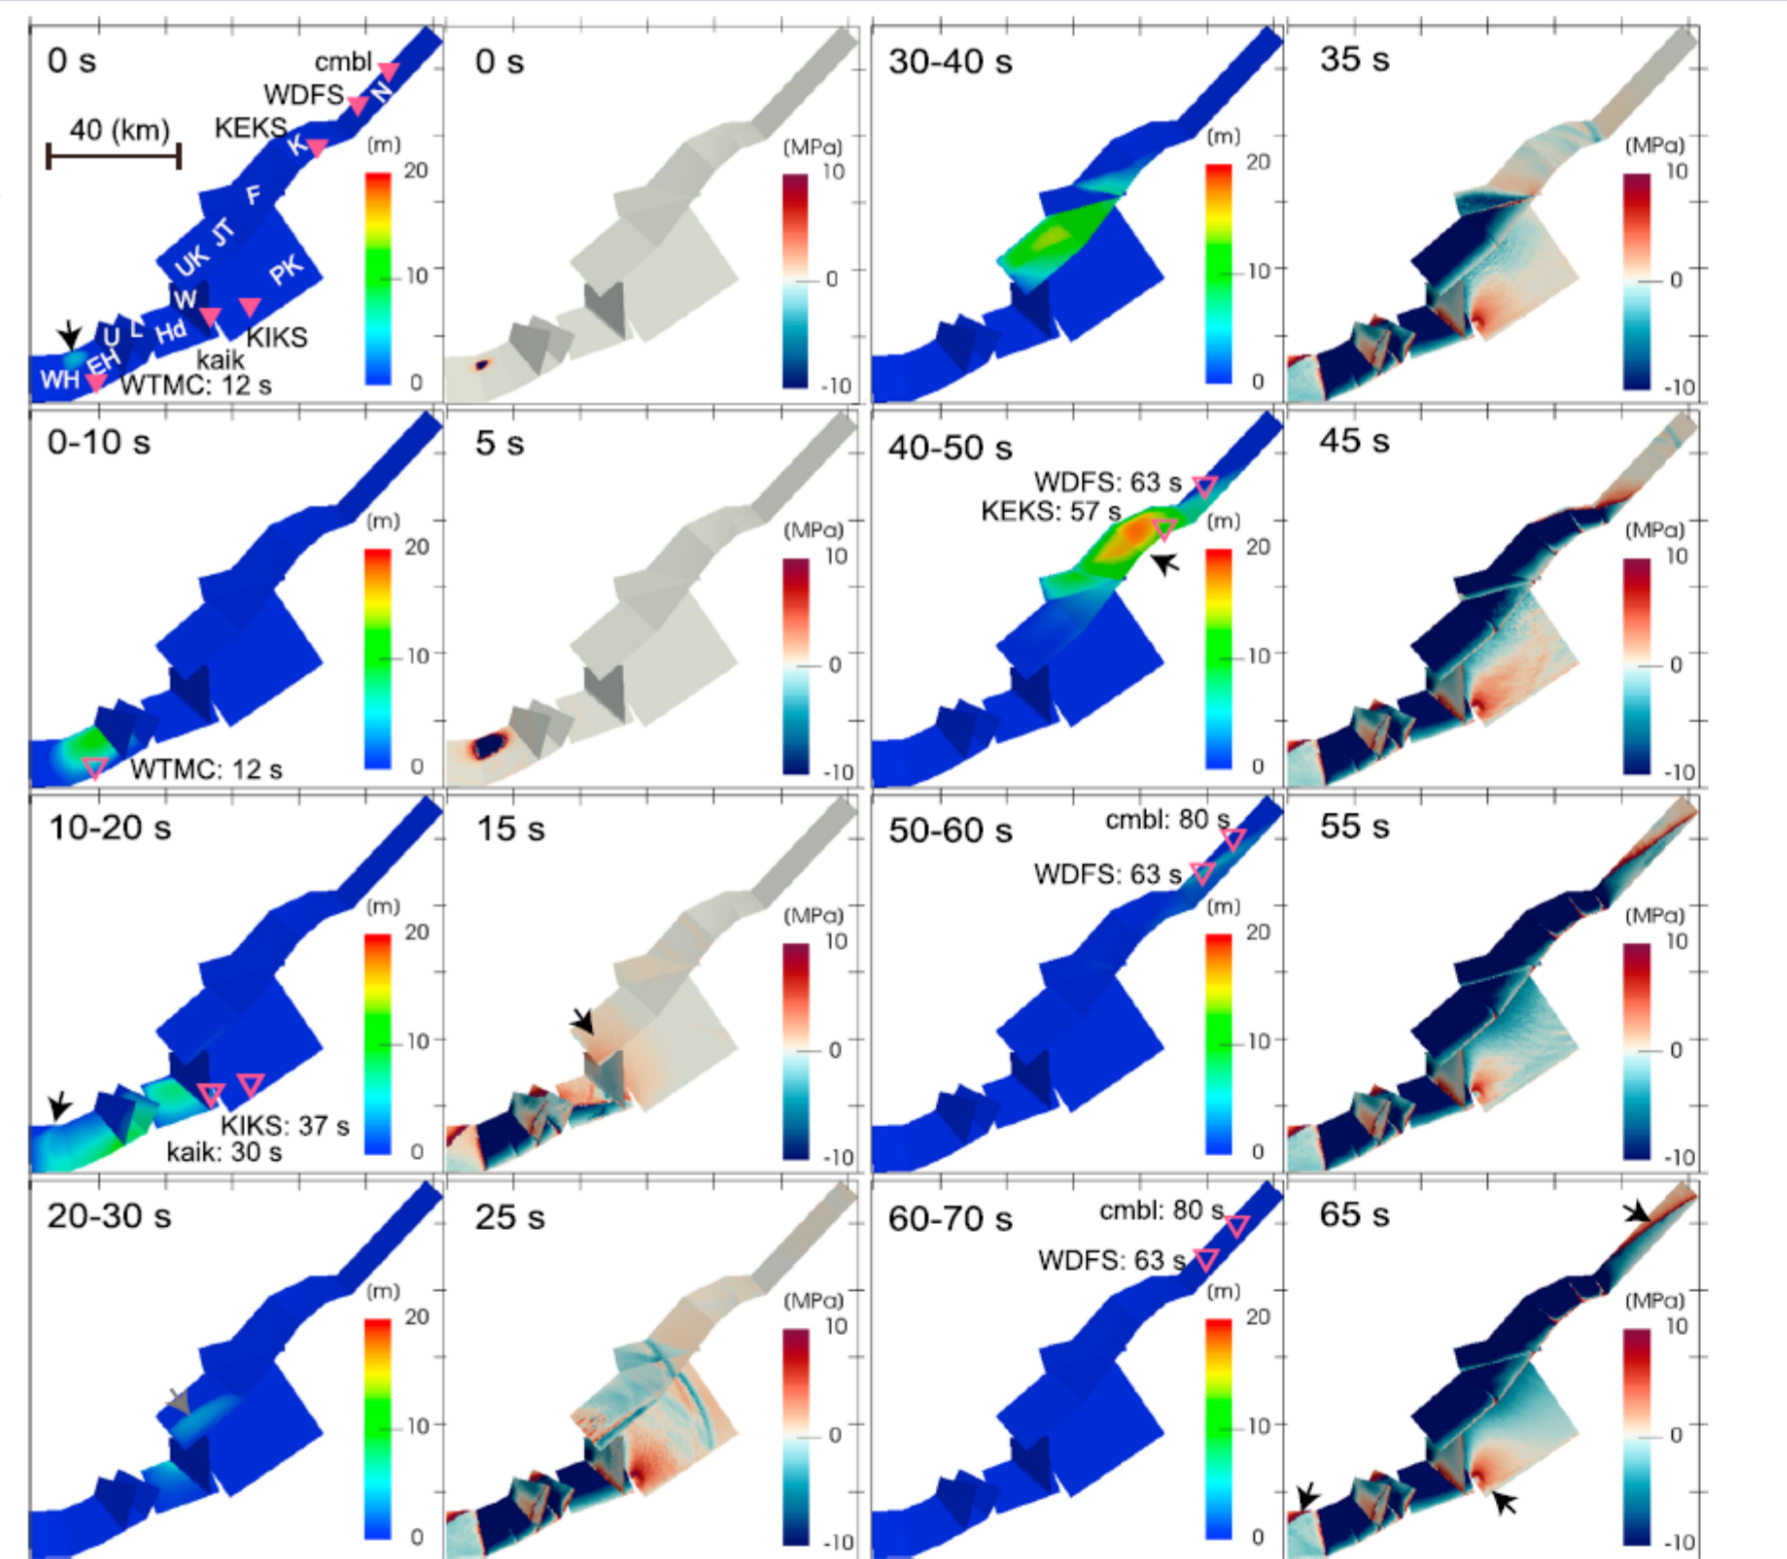 0 s
cmbl
WDFS
N
KEKS
40 (km)
K
(m)
20
F
JT
UK
PK
10
W
U
L
Hd
KIKS
EH
kaik
WH
WTMC: 12 s
0
0 s
(MPa)
10
0
-10
30-40 s
(m)
20
10
0
35 s
(MPa)
10
0
-10
0-10 s
(m)
20
10
WTMC: 12 s
0
5 s
(MPa)
10
0
-10
40-50 s
WDFS: 63 s
KEKS: 57 s
(m)
20
10
0
45 s
(MPa)
10
0
-10
10-20 s
(m)
20
10
KIKS: 37 s
kaik: 30 s
0
15 s
(MPa)
10
0
-10
50-60 s
cmbl: 80 s
WDFS: 63 s
(m)
20
10
0
55 s
(MPa)
10
0
-10
20-30 s
(m)
20
10
0
25 s
(MPa)
10
0
-10
60-70 s
cmbl: 80 s
WDFS: 63 s
(m)
20
10
0
65 s
(MPa)
10
0
-10